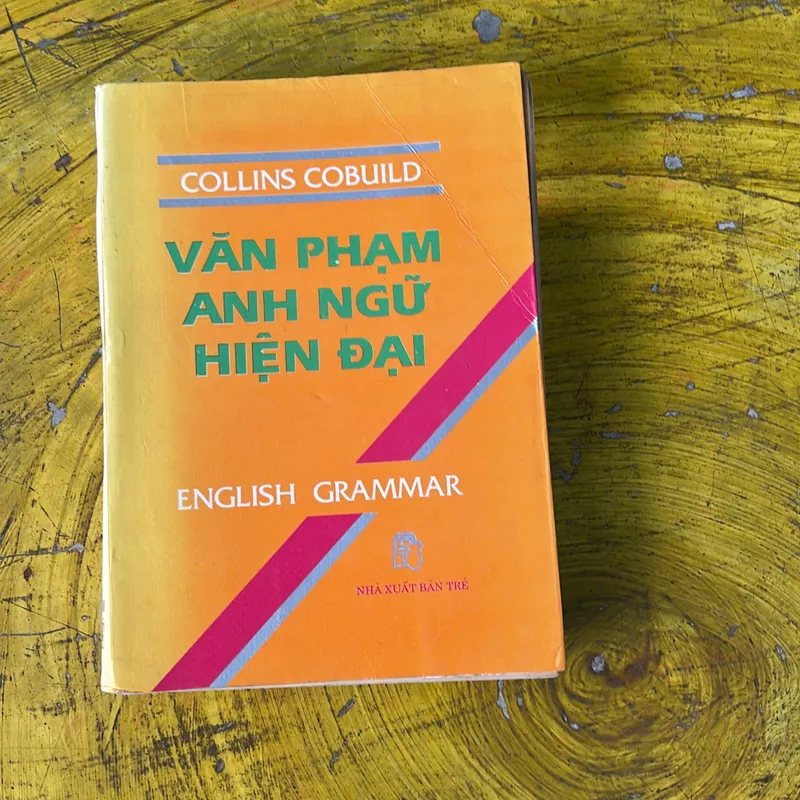 COLLINS COBUILD
VĂN PHẠM
ANH NGỮ
HIỆN ĐẠI
ENGLISH GRAMMAR
NHÀ XUẤT BẢN TRẺ